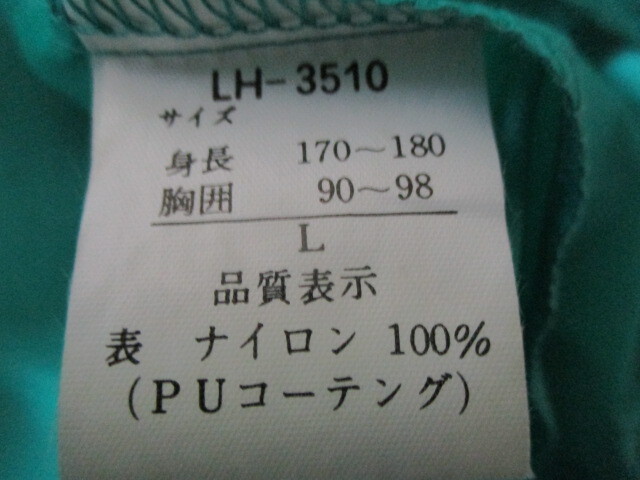 LH-3510
サイズ
身長 170～180
胸囲 90～98
L
品質表示
表 ナイロン 100%
(PUコーテング)